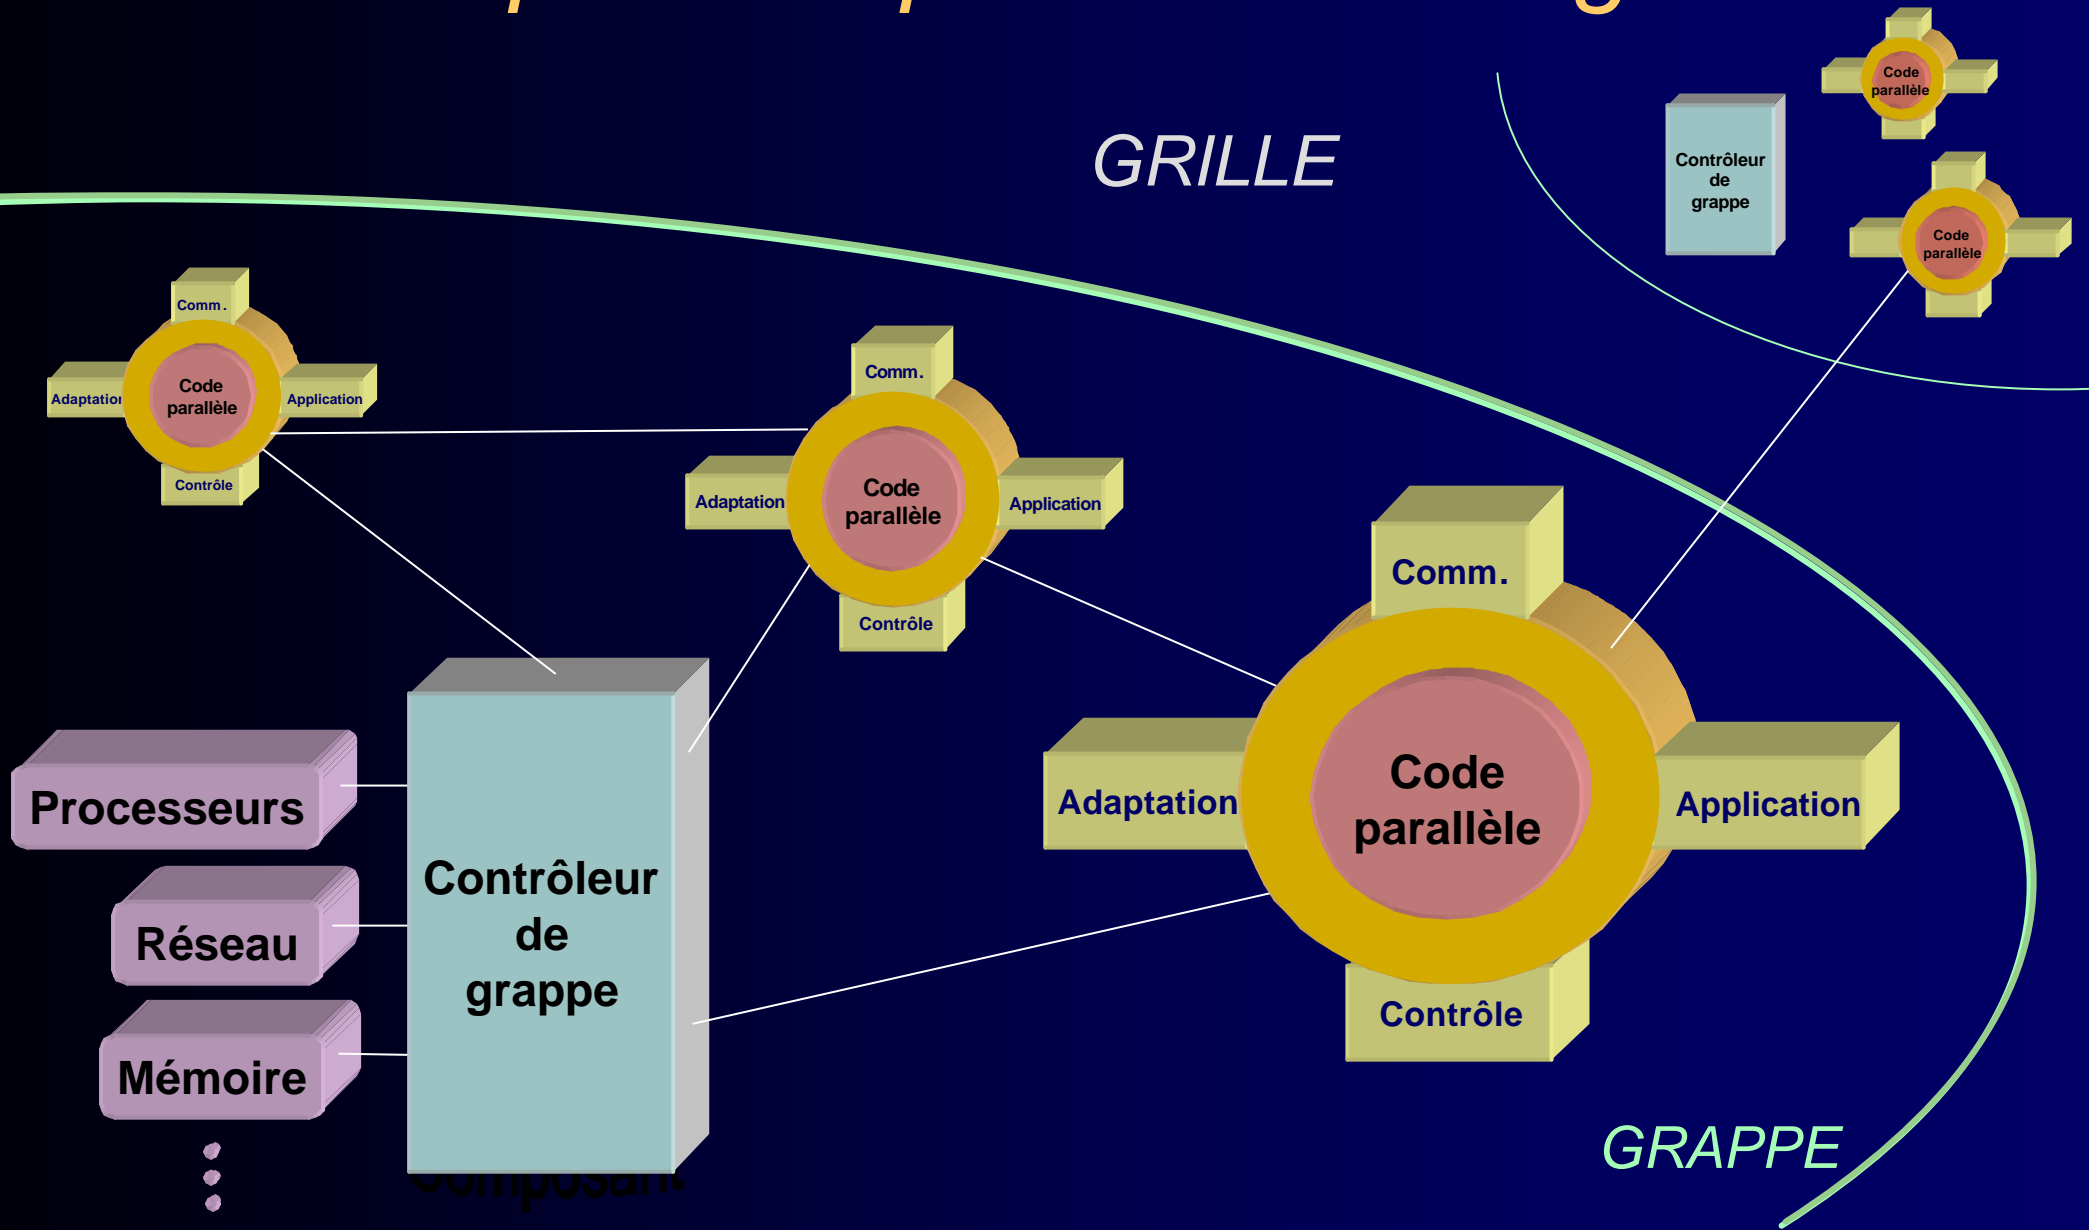 GRILLE
Code
parallèle
Contrôleur
de
grappe
Code
parallèle
Comm.
Adaptation
Code
parallèle
Application
Contrôle
Comm.
Adaptation
Code
parallèle
Application
Contrôle
Comm.
Adaptation
Code
parallèle
Application
Contrôle
Processeurs
Réseau
Mémoire
Contrôleur
de
grappe
Composant
GRAPPE